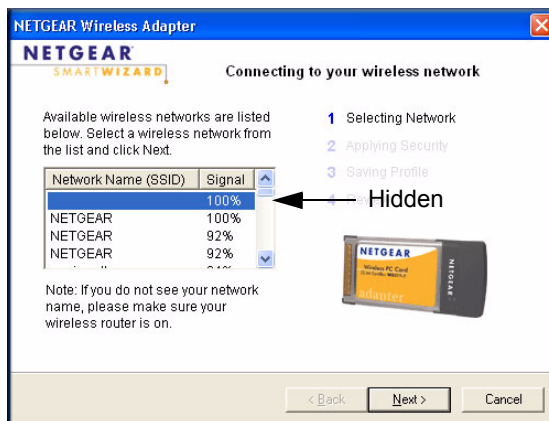 NETGEAR Wireless Adapter
NETGEAR
SMARTWIZARD
Connecting to your wireless network
Available wireless networks are listed
below. Select a wireless network from
the list and click Next.
Network Name (SSID) Signal
100%
NETGEAR 100%
NETGEAR 92%
NETGEAR 92%
Note: If you do not see your network
name, please make sure your
wireless router is on.
1 Selecting Network
2 Applying Security
3 Saving Profile
4
Hidden
NETGEAR
Wireless PC Card
adapter
NETGEAR
< Back
Next >
Cancel